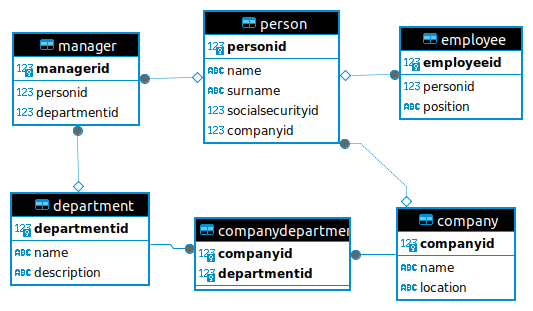 manager
123 managerid
123 personid
123 departmentid
person
123 personid
ABC name
ABC surname
123 socialsecurityid
123 companyid
employee
123 employeeid
123 personid
ABC position
department
123 departmentid
ABC name
ABC description
companydepartmen
123 companyid
123 departmentid
company
123 companyid
ABC name
ABC location